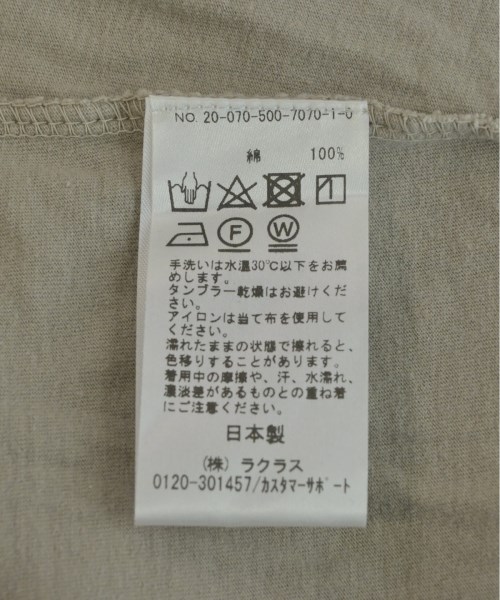 NO. 20-070-500-7070-1-0
綿 100%
F W
手洗いは水温30℃以下をお薦
めします。
タンブラー乾燥はお避けくだ
さい。
アイロンは当て布を使用して
ください。
濡れたままの状態で擦れると、
色移りすることがあります。
着用中の摩擦や、汗、水濡れ、
濃淡差があるものとの重ね着
にご注意ください。
日本製
(株) ラクラス
0120-301457/カスタマーサポート